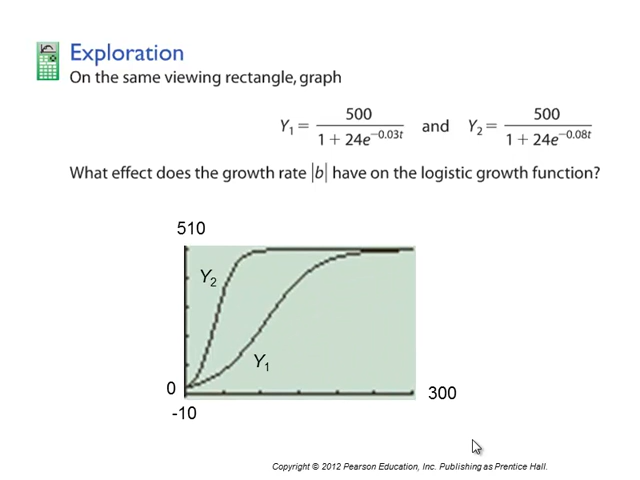 Exploration
On the same viewing rectangle, graph
Y₁ = 500 / (1 + 24e^(−0.03t)) and Y₂ = 500 / (1 + 24e^(−0.08t))
What effect does the growth rate |b| have on the logistic growth function?
510
Y₂
Y₁
0
300
-10
Copyright © 2012 Pearson Education, Inc. Publishing as Prentice Hall.